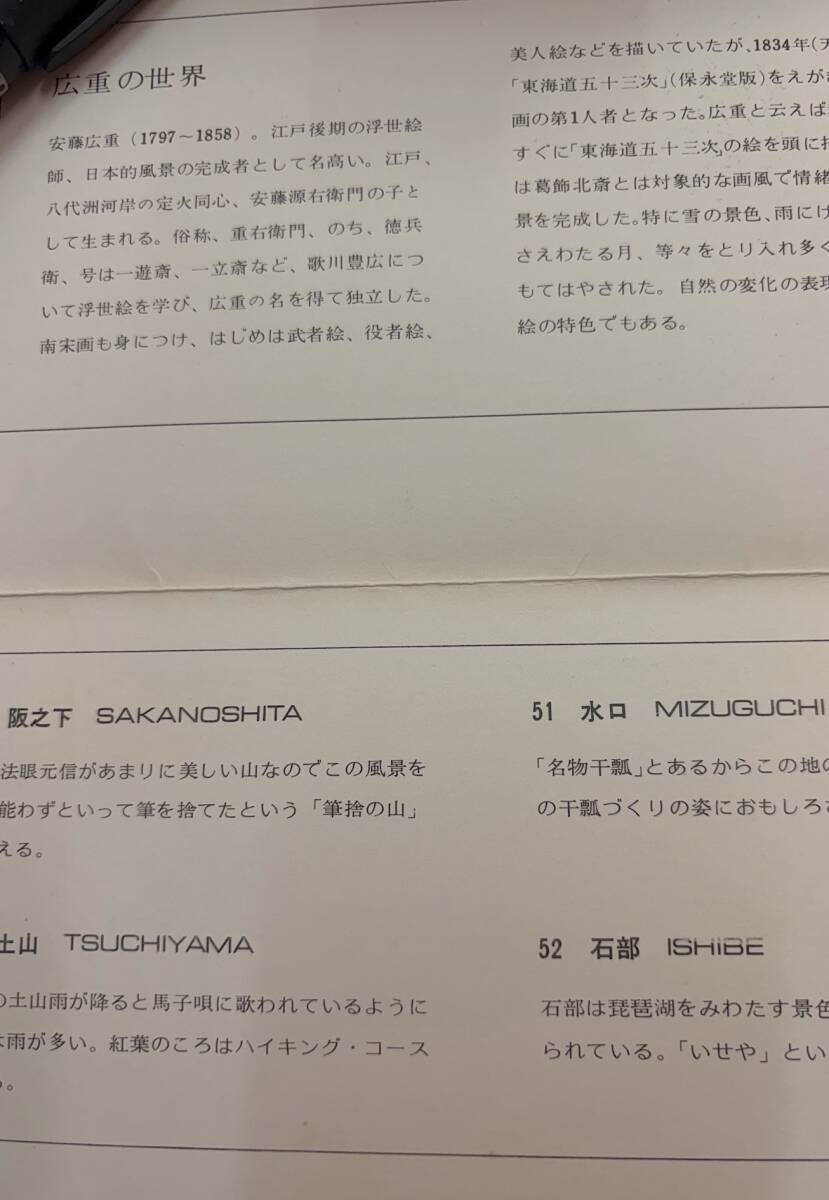 広重の世界
安藤広重（1797〜1858）。江戸後期の浮世絵
師、日本的風景の完成者として名高い。江戸、
八代洲河岸の定火同心、安藤源右衛門の子と
して生まれる。俗称、重右衛門、のち、徳兵
衛、号は一遊斎、一立斎など、歌川豊広につ
いて浮世絵を学び、広重の名を得て独立した。
南宋画も身につけ、はじめは武者絵、役者絵、
美人絵などを描いていたが、1834年（天
「東海道五十三次」（保永堂版）をえがき
画の第1人者となった。広重と云えば
すぐに「東海道五十三次」の絵を頭に
は葛飾北斎とは対象的な画風で情緒
景を完成した。特に雪の景色、雨にけ
さえわたる月、等々をとり入れ多く
もてはやされた。自然の変化の表現
絵の特色でもある。
阪之下 SAKANOSHITA
法眼元信があまりに美しい山なのでこの風景を
能わずといって筆を捨てたという「筆捨の山」
える。
土山 TSUCHIYAMA
の土山雨が降ると馬子唄に歌われているように
雨が多い。紅葉のころはハイキング・コース
る。
51 水口 MIZUGUCHI
「名物干瓢」とあるからこの地の
の干瓢づくりの姿におもしろさ
52 石部 ISHIBE
石部は琵琶湖をみわたす景色
られている。「いせや」とい